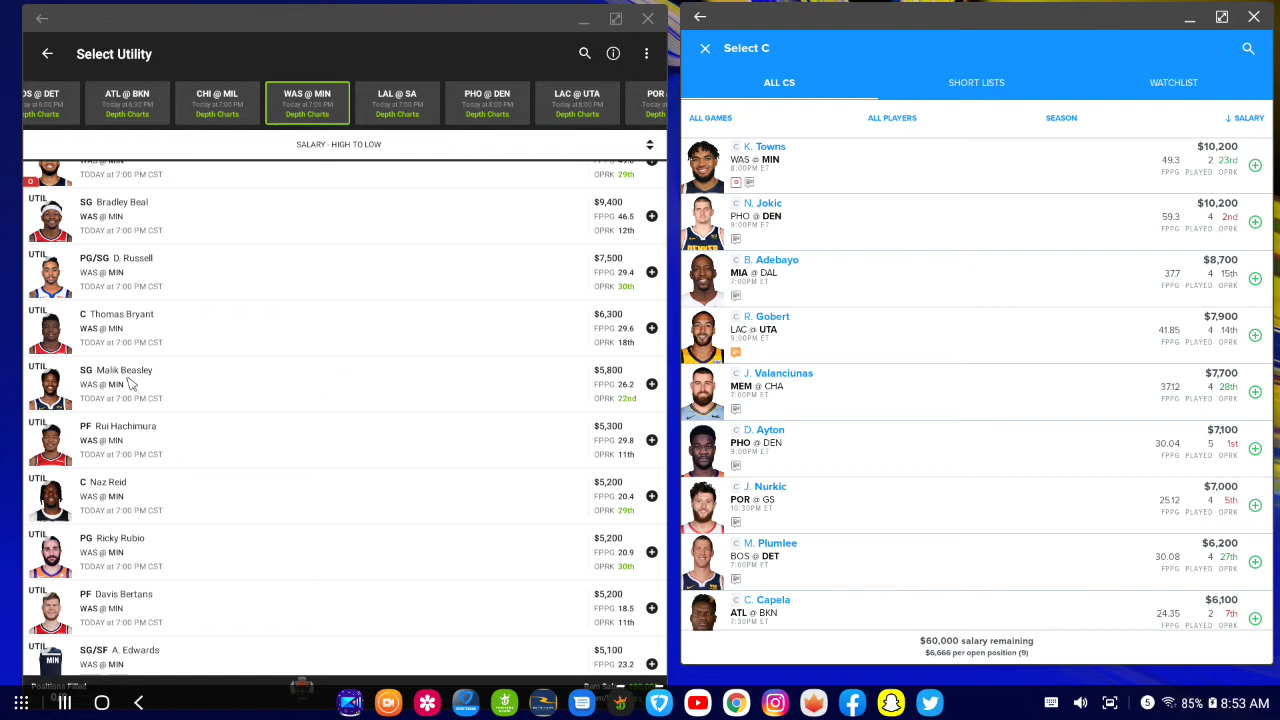 Select Utility
@ DET
Today at 6:00 PM
Depth Charts
ATL @ BKN
Today at 6:30 PM
Depth Charts
CHI @ MIL
Today at 7:00 PM
Depth Charts
WAS @ MIN
Today at 7:00 PM
Depth Charts
LAL @ SA
Today at 7:00 PM
Depth Charts
PHO @ DEN
Today at 8:00 PM
Depth Charts
LAC @ UTA
Today at 8:00 PM
Depth Charts
POR
Today at
Depth
SALARY - HIGH TO LOW
WAS @ MIN
TODAY at 7:00 PM CST
OPRK 29th
O
UTIL
SG Bradley Beal
WAS @ MIN
TODAY at 7:00 PM CST
$9,400
FPPG 46.5
OPRK 12th
UTIL
PG/SG D. Russell
WAS @ MIN
TODAY at 7:00 PM CST
$7,500
FPPG 29.4
OPRK 30th
UTIL
C Thomas Bryant
WAS @ MIN
TODAY at 7:00 PM CST
$6,300
FPPG 29.6
OPRK 18th
UTIL
SG Malik Beasley
WAS @ MIN
TODAY at 7:00 PM CST
$5,800
FPPG 26.2
OPRK 22nd
UTIL
PF Rui Hachimura
WAS @ MIN
TODAY at 7:00 PM CST
$5,300
FPPG 29.8
OPRK 11th
UTIL
C Naz Reid
WAS @ MIN
TODAY at 7:00 PM CST
$5,200
FPPG 20.4
OPRK 29th
UTIL
PG Ricky Rubio
WAS @ MIN
TODAY at 7:00 PM CST
$5,200
FPPG 20.9
OPRK 30th
UTIL
PF Davis Bertans
WAS @ MIN
TODAY at 7:00 PM CST
$5,200
FPPG 18.5
OPRK 11th
UTIL
SG/SF A. Edwards
WAS @ MIN
$5,100
FPPG 23.2
MIN
Positions Filled
Select C
ALL CS
SHORT LISTS
WATCHLIST
ALL GAMES
ALL PLAYERS
SEASON
↓ SALARY
C K. Towns
WAS @ MIN
8:00PM ET
O
$10,200
49.3 2 23rd
FPPG PLAYED OPRK
C N. Jokic
PHO @ DEN
9:00PM ET
$10,200
59.3 4 2nd
FPPG PLAYED OPRK
C B. Adebayo
MIA @ DAL
7:00PM ET
$8,700
37.7 4 15th
FPPG PLAYED OPRK
C R. Gobert
LAC @ UTA
9:00PM ET
$7,900
41.85 4 14th
FPPG PLAYED OPRK
C J. Valanciunas
MEM @ CHA
7:00PM ET
$7,700
37.12 4 28th
FPPG PLAYED OPRK
C D. Ayton
PHO @ DEN
9:00PM ET
$7,100
30.04 5 1st
FPPG PLAYED OPRK
C J. Nurkic
POR @ GS
10:30PM ET
$7,000
25.12 4 5th
FPPG PLAYED OPRK
C M. Plumlee
BOS @ DET
7:00PM ET
$6,200
30.08 4 27th
FPPG PLAYED OPRK
C C. Capela
ATL @ BKN
7:30PM ET
$6,100
24.35 2 7th
FPPG PLAYED OPRK
$60,000 salary remaining
$6,666 per open position (9)
5
85%
8:53 AM